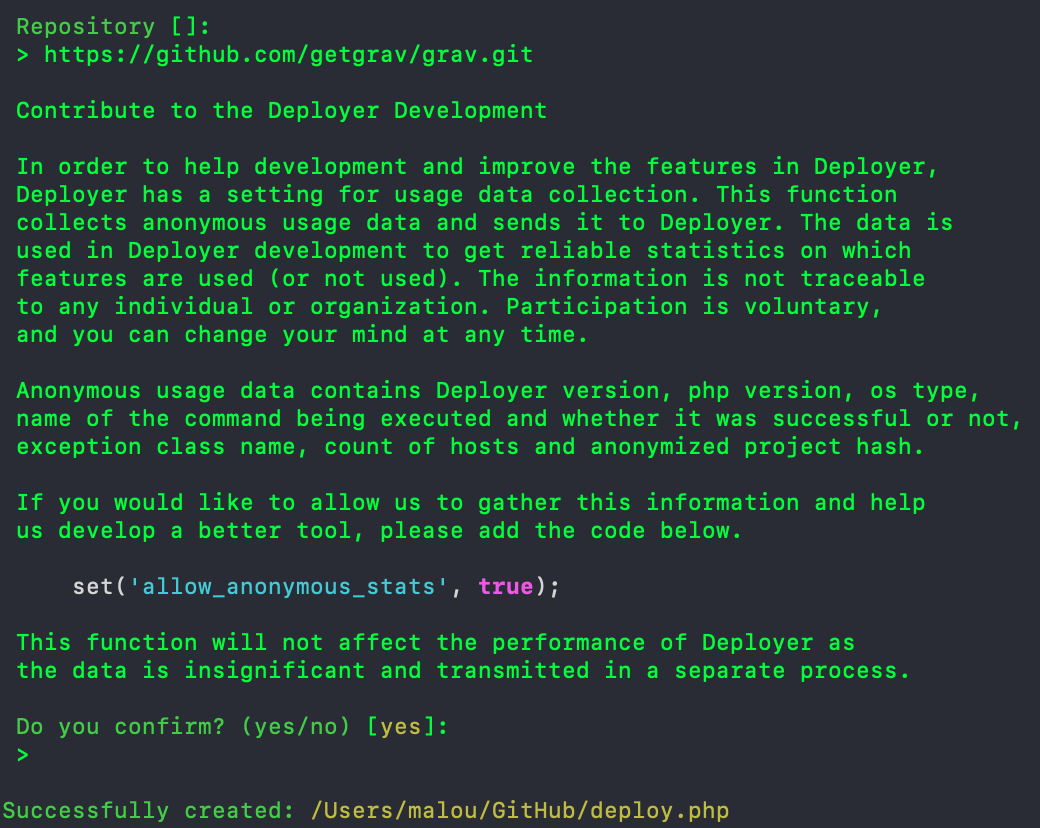 Repository []:
> https://github.com/getgrav/grav.git
Contribute to the Deployer Development
In order to help development and improve the features in Deployer,
Deployer has a setting for usage data collection. This function
collects anonymous usage data and sends it to Deployer. The data is
used in Deployer development to get reliable statistics on which
features are used (or not used). The information is not traceable
to any individual or organization. Participation is voluntary,
and you can change your mind at any time.
Anonymous usage data contains Deployer version, php version, os type,
name of the command being executed and whether it was successful or not,
exception class name, count of hosts and anonymized project hash.
If you would like to allow us to gather this information and help
us develop a better tool, please add the code below.
set('allow_anonymous_stats', true);
This function will not affect the performance of Deployer as
the data is insignificant and transmitted in a separate process.
Do you confirm? (yes/no) [yes]:
>
Successfully created: /Users/malou/GitHub/deploy.php